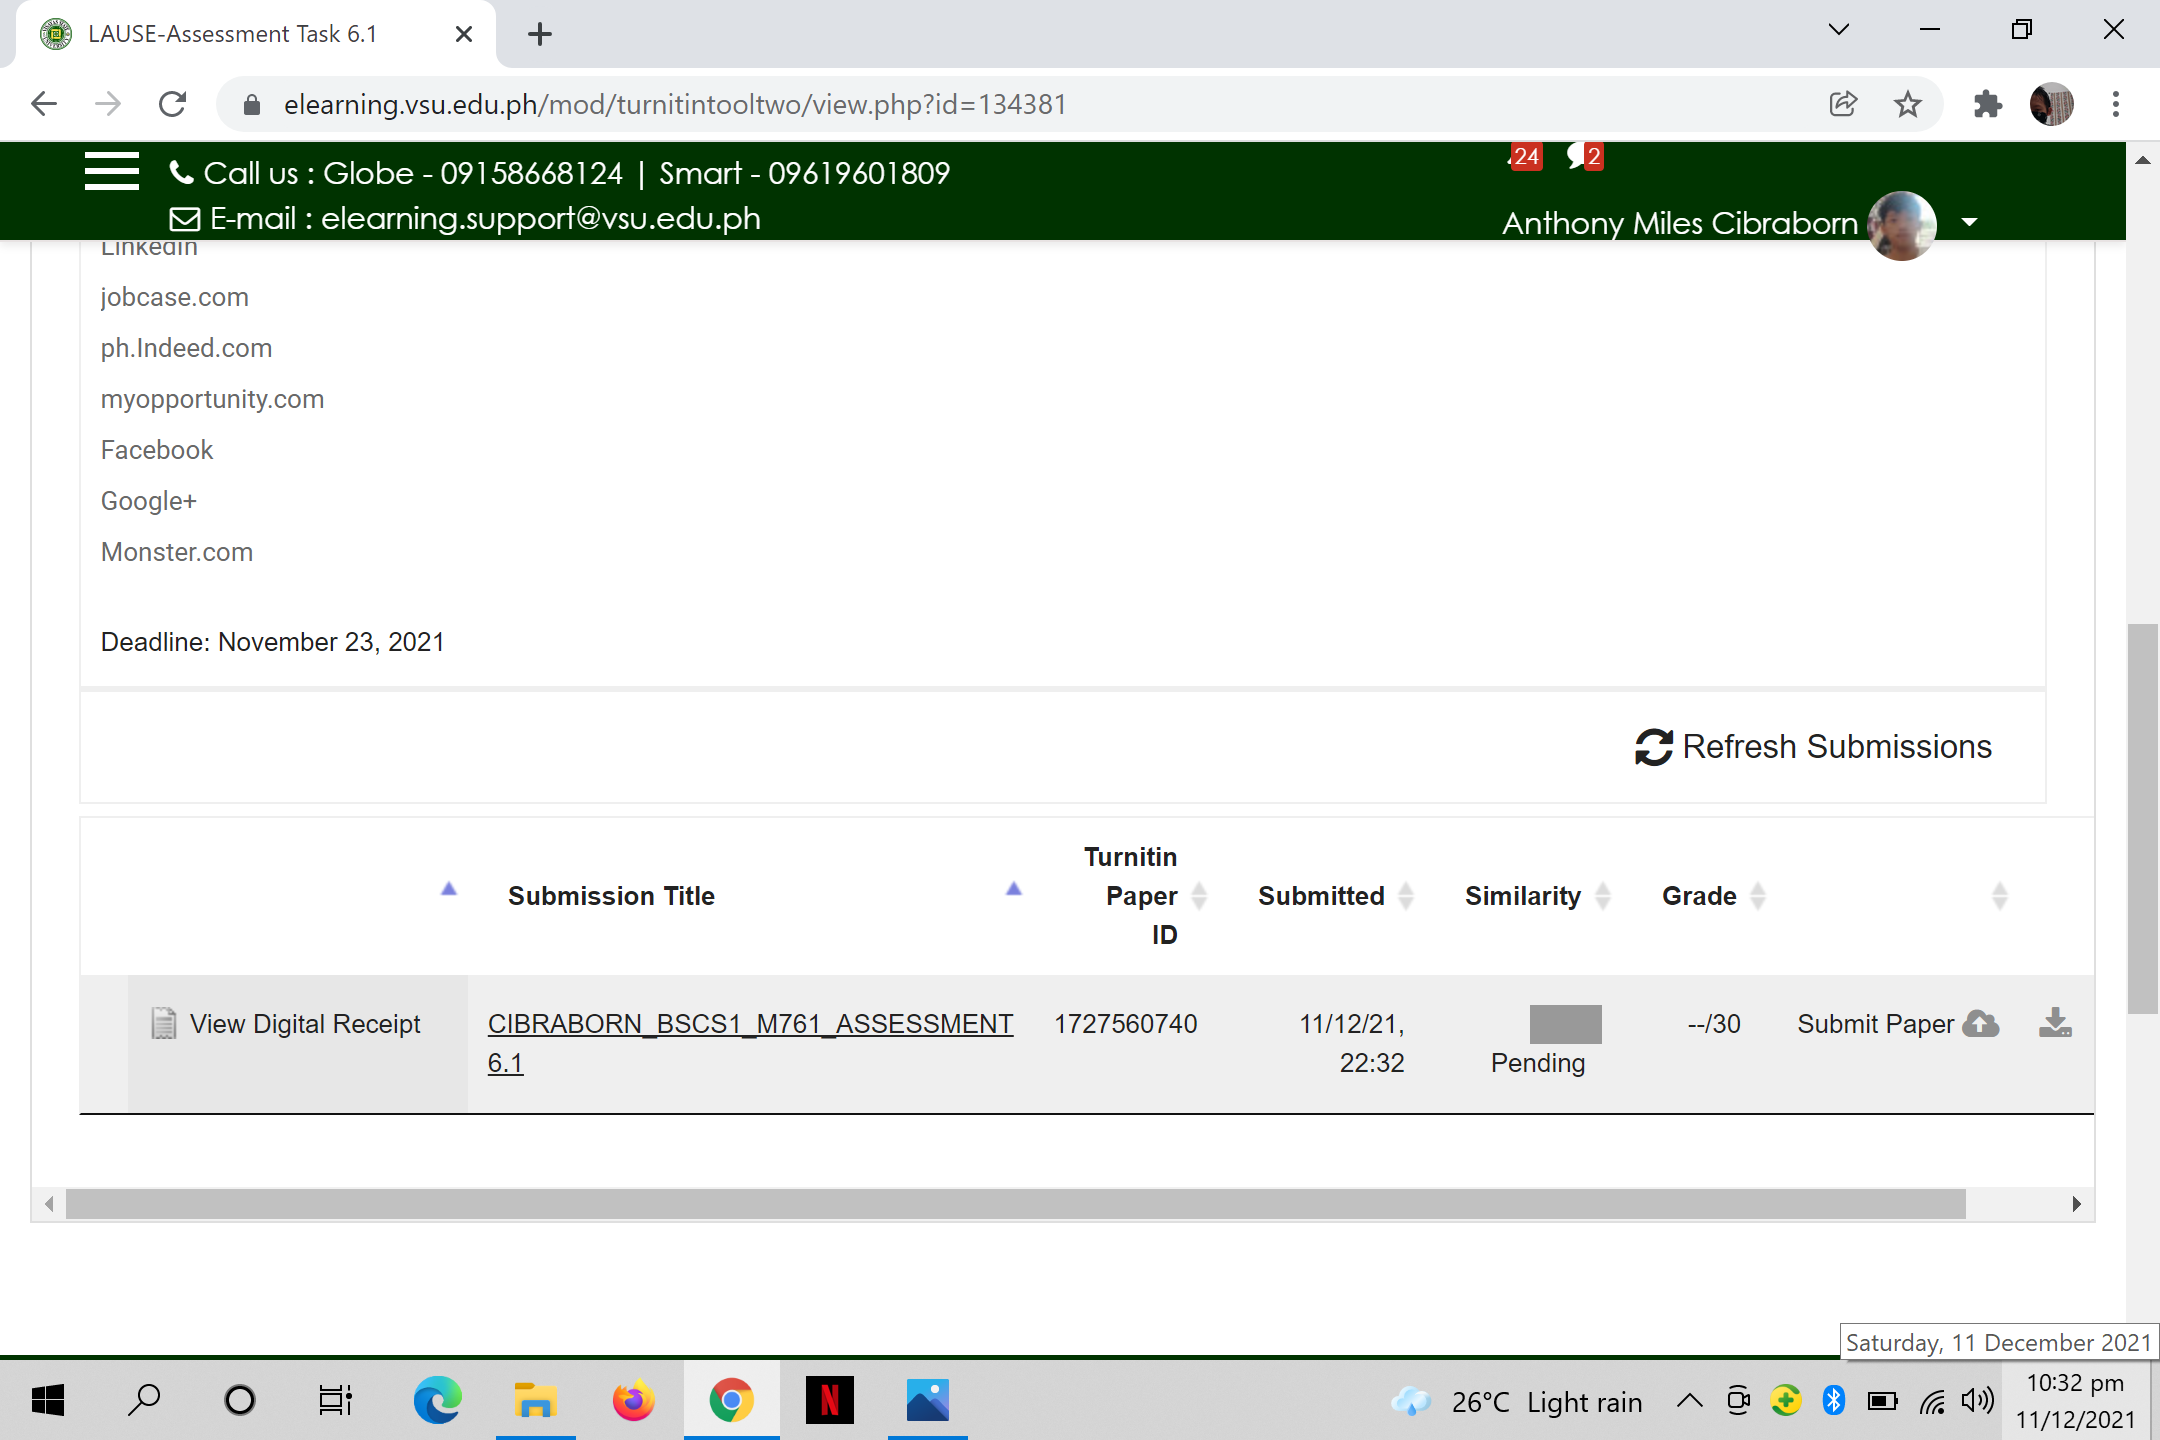 LAUSE-Assessment Task 6.1
elearning.vsu.edu.ph/mod/turnitintooltwo/view.php?id=134381
Call us : Globe - 09158668124 | Smart - 09619601809
24
2
E-mail : elearning.support@vsu.edu.ph
Anthony Miles Cibraborn
Linkedin
jobcase.com
ph.Indeed.com
myopportunity.com
Facebook
Google+
Monster.com
Deadline: November 23, 2021
Refresh Submissions
Submission Title
Turnitin
Paper
ID
Submitted
Similarity
Grade
View Digital Receipt
CIBRABORN_BSCS1_M761_ASSESSMENT
6.1
1727560740
11/12/21,
22:32
Pending
--/30
Submit Paper
Saturday, 11 December 2021
26°C Light rain
10:32 pm
11/12/2021